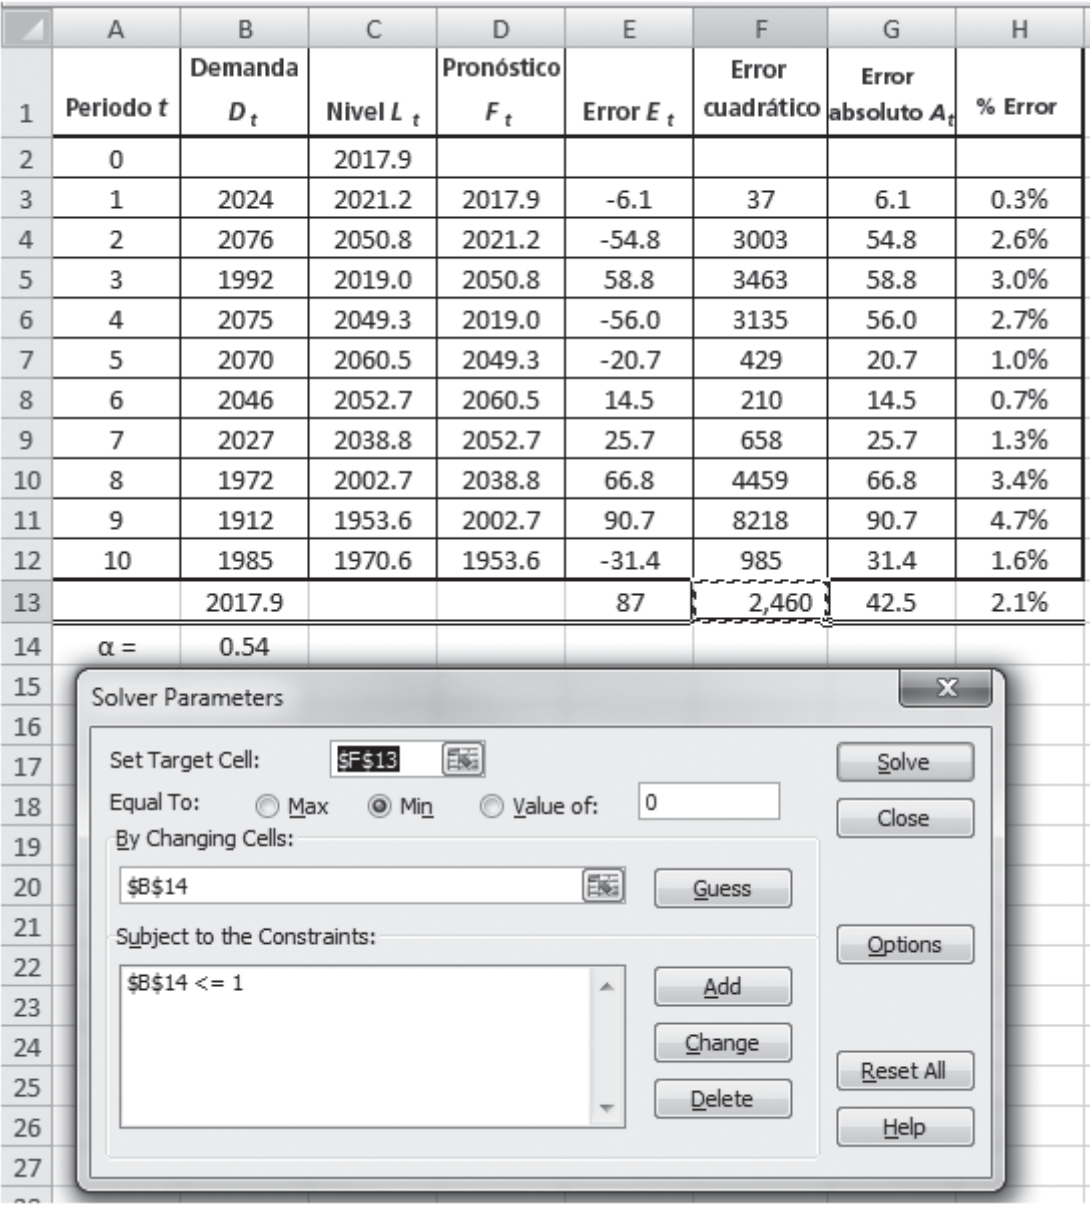 A B C D E F G H
1 Periodo t Demanda D t Nivel L t Pronóstico F t Error E t Error cuadrático Error absoluto A t % Error
2 0 2017.9
3 1 2024 2021.2 2017.9 -6.1 37 6.1 0.3%
4 2 2076 2050.8 2021.2 -54.8 3003 54.8 2.6%
5 3 1992 2019.0 2050.8 58.8 3463 58.8 3.0%
6 4 2075 2049.3 2019.0 -56.0 3135 56.0 2.7%
7 5 2070 2060.5 2049.3 -20.7 429 20.7 1.0%
8 6 2046 2052.7 2060.5 14.5 210 14.5 0.7%
9 7 2027 2038.8 2052.7 25.7 658 25.7 1.3%
10 8 1972 2002.7 2038.8 66.8 4459 66.8 3.4%
11 9 1912 1953.6 2002.7 90.7 8218 90.7 4.7%
12 10 1985 1970.6 1953.6 -31.4 985 31.4 1.6%
13 2017.9 87 2,460 42.5 2.1%
14 α = 0.54
15
16
17
18
19
20
21
22
23
24
25
26
27
Solver Parameters
Set Target Cell: $F$13 Solve
Equal To: Max Min Value of: 0 Close
By Changing Cells:
$B$14 Guess
Subject to the Constraints: Options
$B$14 <= 1 Add
Change
Reset All
Delete
Help